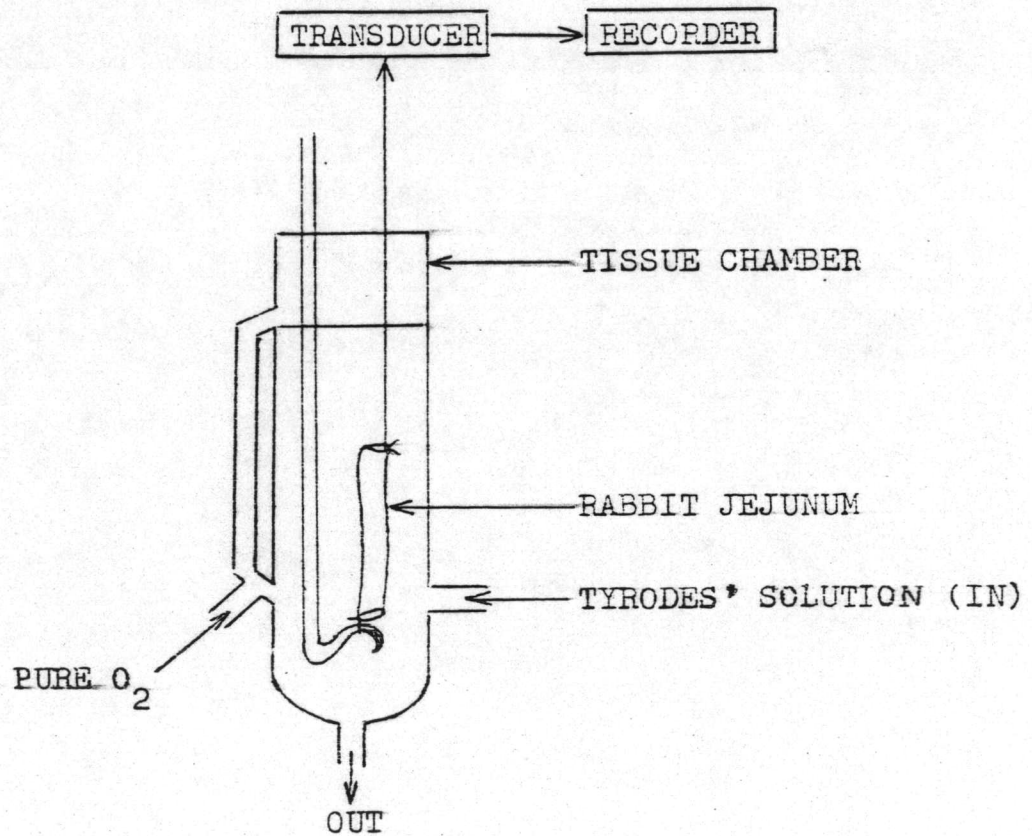 TRANSDUCER
RECORDER
TISSUE CHAMBER
RABBIT JEJUNUM
TYRODES' SOLUTION (IN)
PURE O₂
OUT